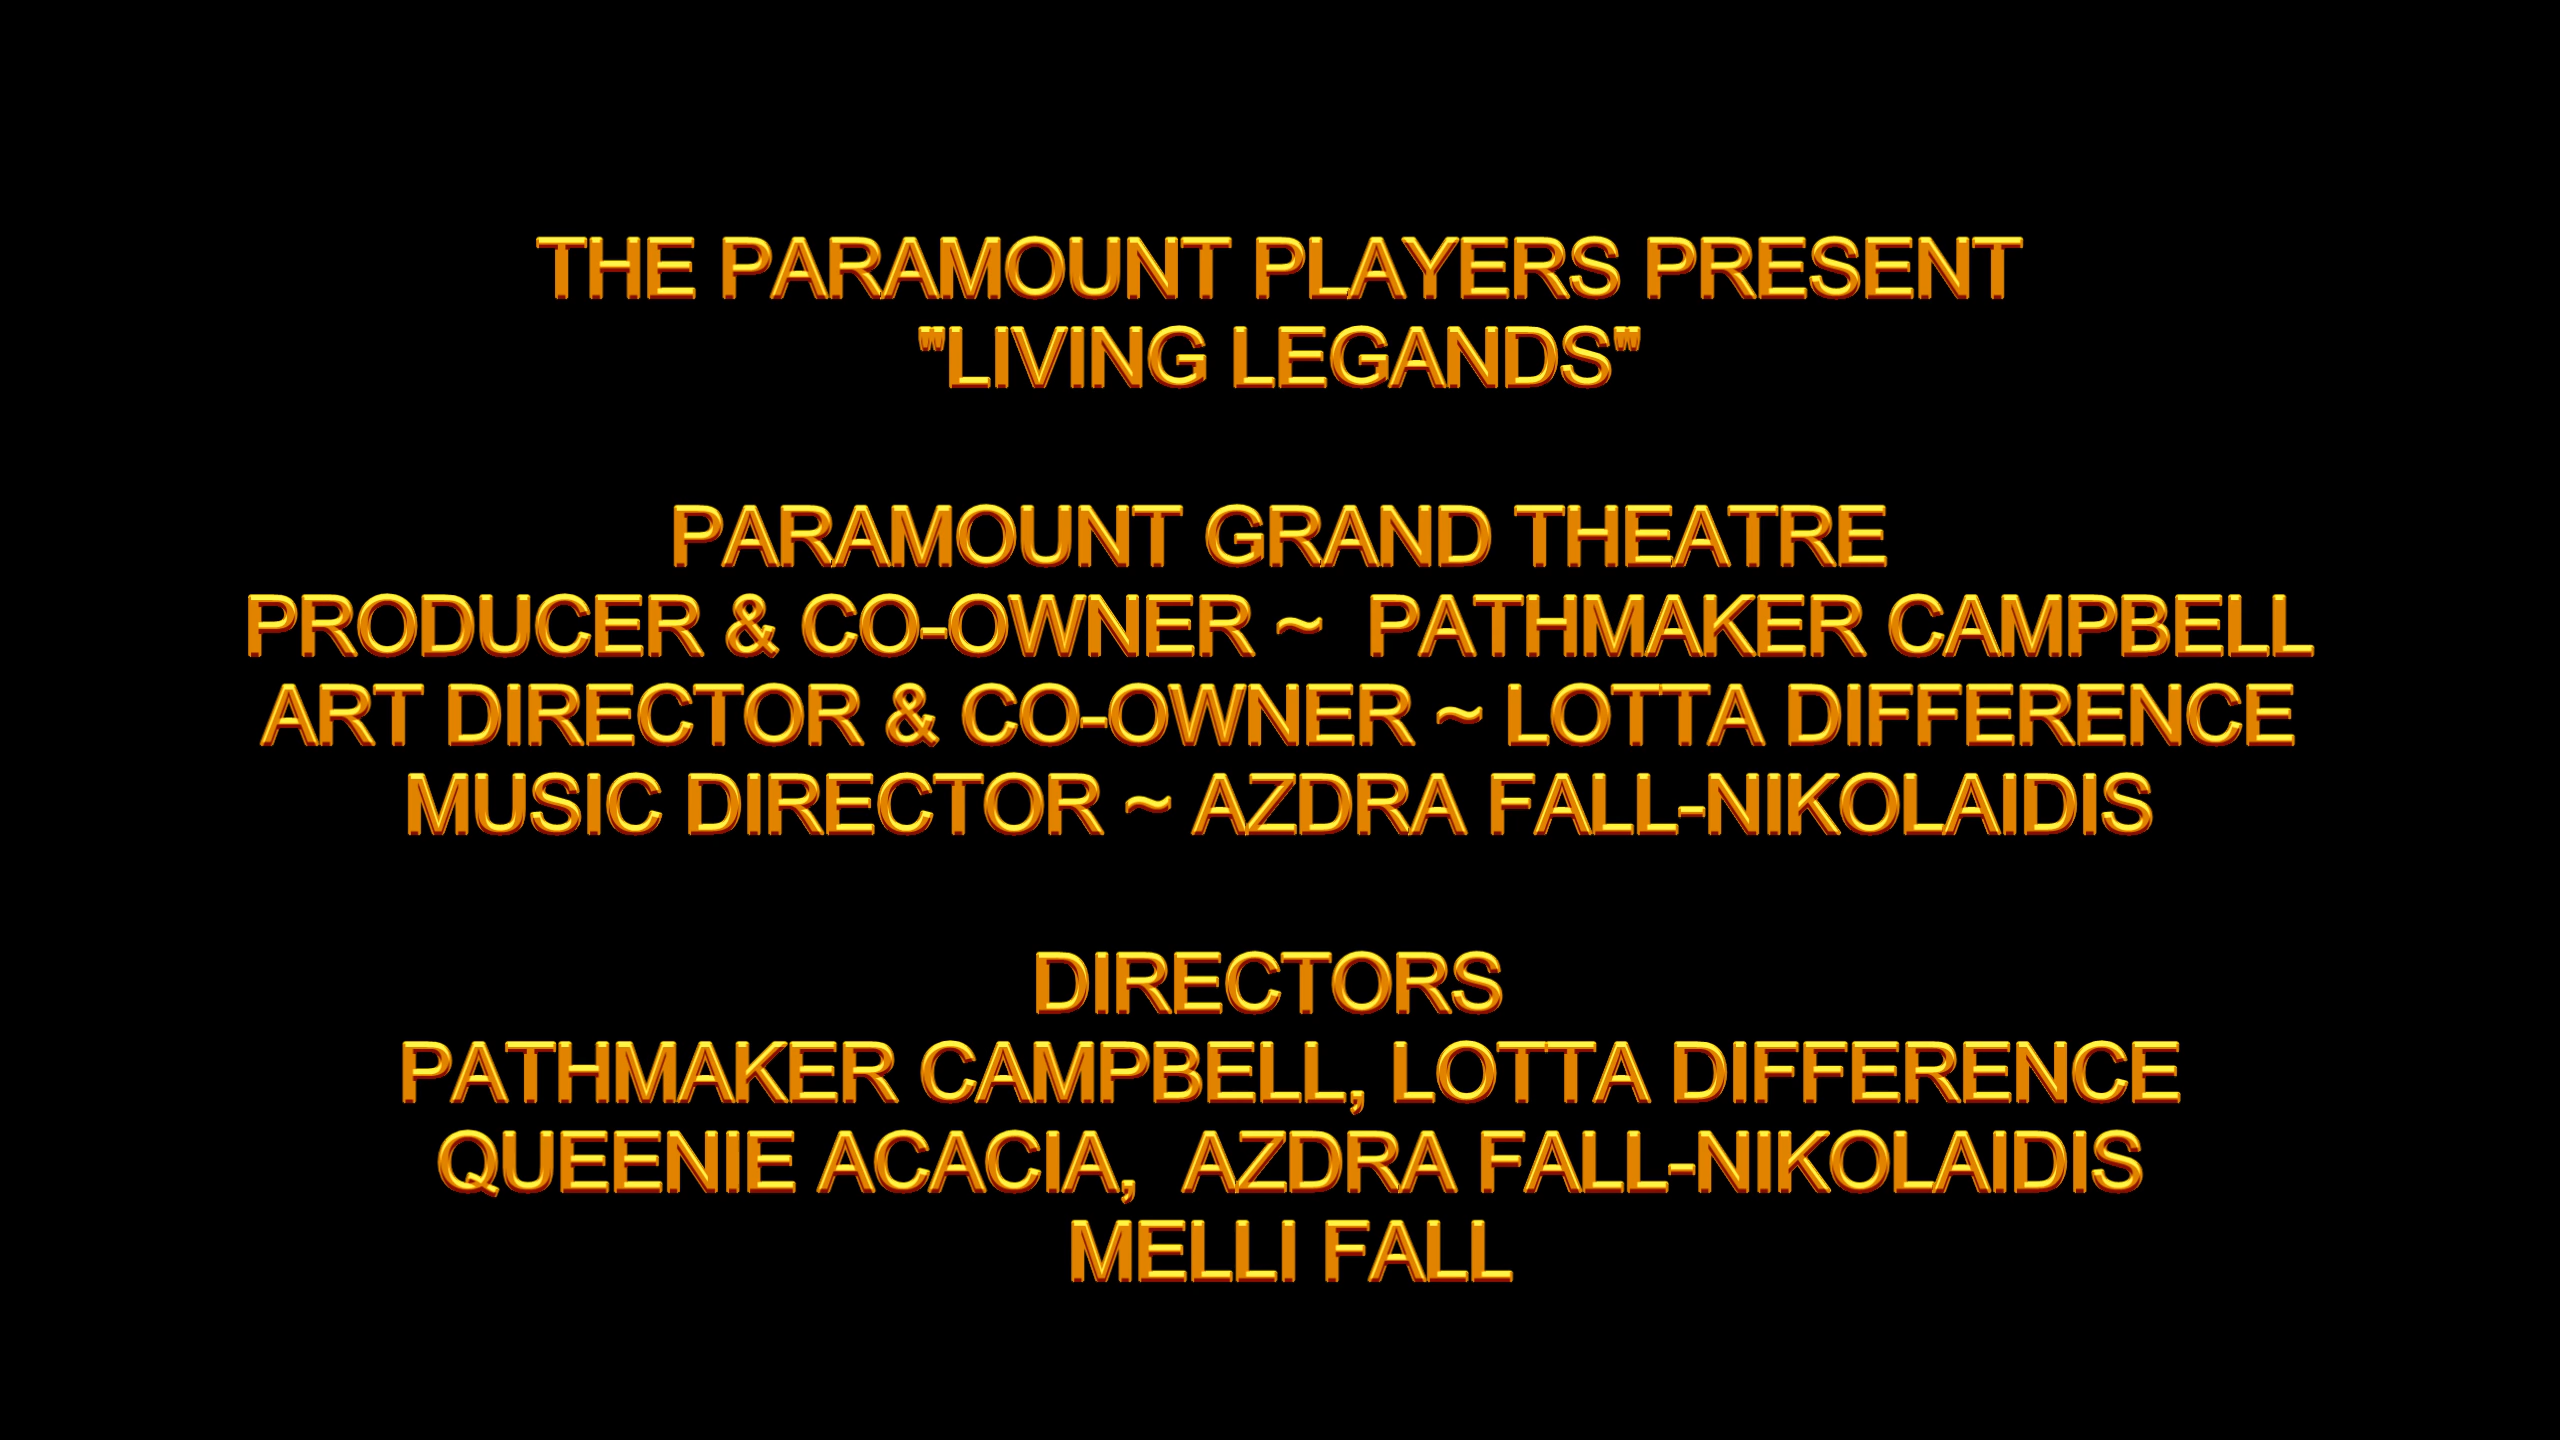 THE PARAMOUNT PLAYERS PRESENT
"LIVING LEGANDS"
PARAMOUNT GRAND THEATRE
PRODUCER & CO-OWNER ~  PATHMAKER CAMPBELL
ART DIRECTOR & CO-OWNER ~ LOTTA DIFFERENCE
MUSIC DIRECTOR ~ AZDRA FALL-NIKOLAIDIS
DIRECTORS
PATHMAKER CAMPBELL, LOTTA DIFFERENCE
QUEENIE ACACIA,  AZDRA FALL-NIKOLAIDIS
MELLI FALL